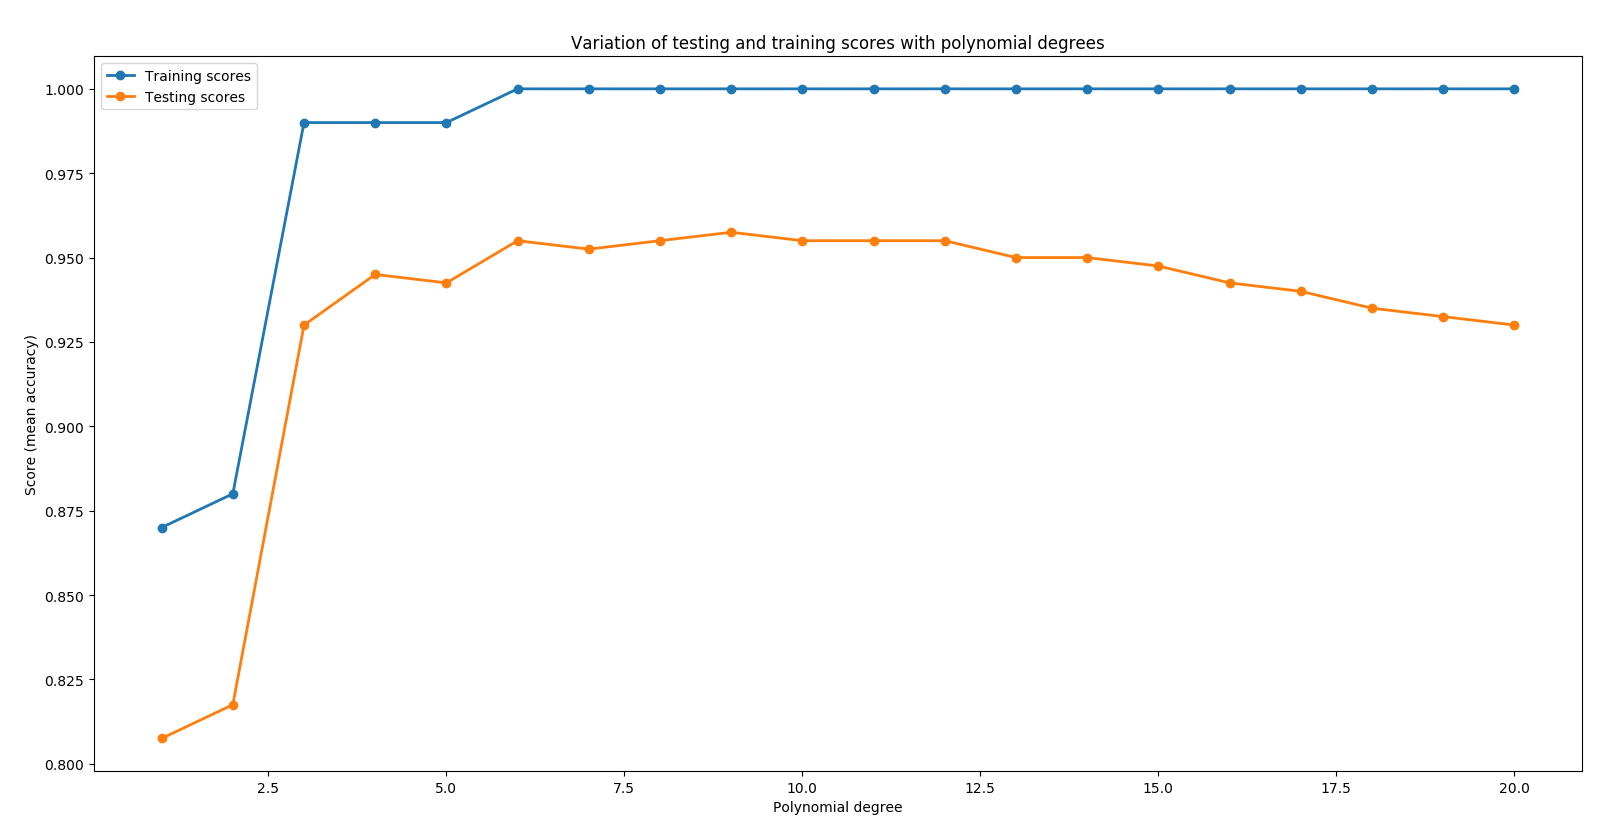 Variation of testing and training scores with polynomial degrees
Training scores
Testing scores
1.000
0.975
0.950
0.925
0.900
0.875
0.850
0.825
0.800
Score (mean accuracy)
2.5 5.0 7.5 10.0 12.5 15.0 17.5 20.0
Polynomial degree